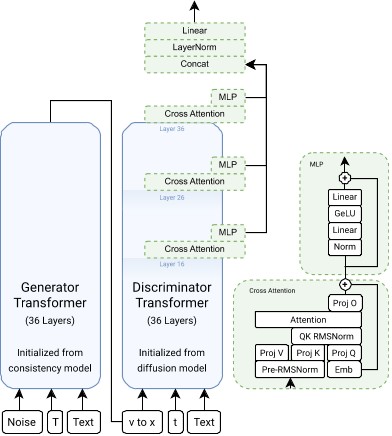 Linear
LayerNorm
Concat
MLP
Cross Attention
Layer 36
MLP
Cross Attention
Layer 26
MLP
Cross Attention
Layer 16
Generator
Transformer
(36 Layers)
Initialized from
consistency model
Discriminator
Transformer
(36 Layers)
Initialized from
diffusion model
Noise
T
Text
v to x
t
Text
MLP
+
Linear
GeLU
Linear
Norm
Cross Attention
+
Proj O
Attention
QK RMSNorm
Proj V
Proj K
Proj Q
Pre-RMSNorm
Emb